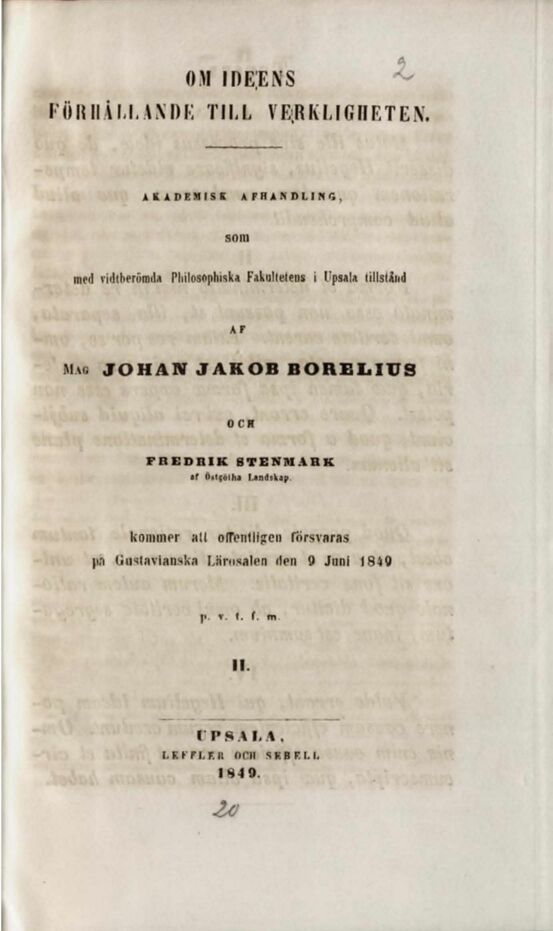 2
OM IDEENS
FÖRHÅLLANDE TILL VERKLIGHETEN.
AKADEMISK AFHANDLING,
som
med vidtberömda Philosophiska Fakultetens i Upsala tillstånd
AF
MAG JOHAN JAKOB BORELIUS
OCH
FREDRIK STENMARK
af Östgötha Landskap.
kommer att offentligen försvaras
på Gustavianska Lärosalen den 9 Juni 1849
p. v. t. f. m.
II.
UPSALA,
LEFFLER OCH SEBELL
1849.
20